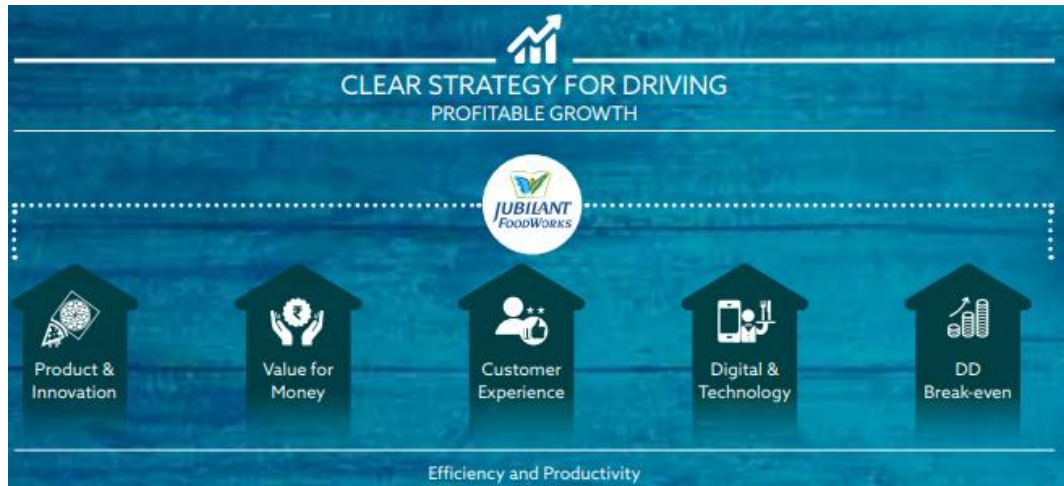 CLEAR STRATEGY FOR DRIVING
PROFITABLE GROWTH
JUBILANT
FOODWORKS
Product &
Innovation
₹
Value for
Money
Customer
Experience
Digital &
Technology
DD
Break-even
Efficiency and Productivity